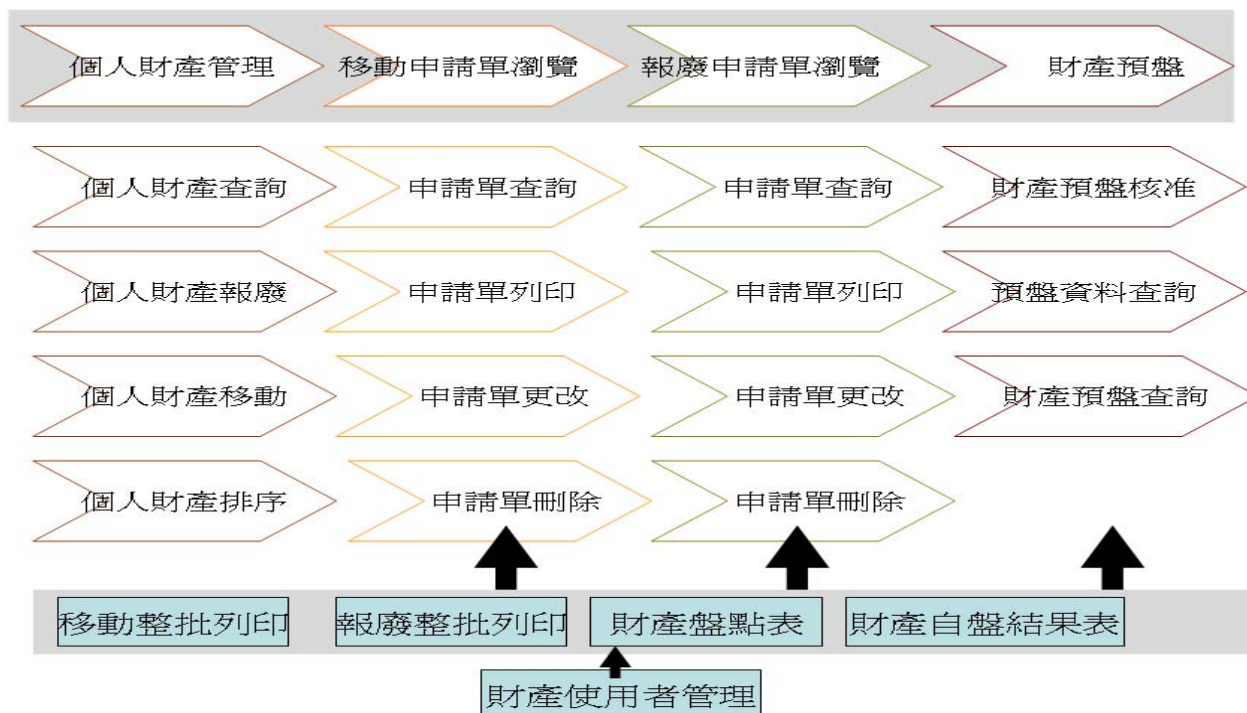 個人財產管理 移動申請單瀏覽 報廢申請單瀏覽 財產預盤
個人財產查詢 申請單查詢 申請單查詢 財產預盤核准
個人財產報廢 申請單列印 申請單列印 預盤資料查詢
個人財產移動 申請單更改 申請單更改 財產預盤查詢
個人財產排序 申請單刪除 申請單刪除
移動整批列印 報廢整批列印 財產盤點表 財產自盤結果表
財產使用者管理